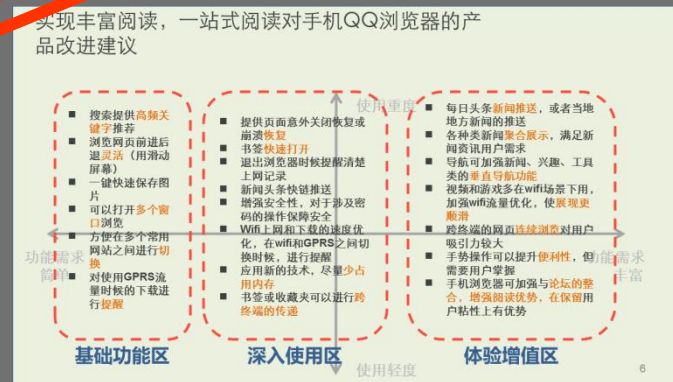 实现丰富阅读，一站式阅读对手机QQ浏览器的产
品改进建议
使用重度
功能需求
简单
功能需求
丰富
使用轻度
■ 搜索提供高频关
键字推荐
■ 浏览网页前进后
退灵活（用滑动
屏幕）
■ 一键快速保存图
片
■ 可以打开多个窗
口浏览
■ 方便在多个常用
网站之间进行切
换
■ 对使用GPRS流
量时候的下载进
行提醒
基础功能区
■ 提供页面意外关闭恢复或
崩溃恢复
■ 书签快速打开
■ 退出浏览器时候提醒清楚
上网记录
■ 新闻头条快链推送
■ 增强安全性，对于涉及密
码的操作保障安全
■ Wifi上网和下载的速度优
化，在wifi和GPRS之间切
换时候，进行提醒
■ 应用新的技术，尽量少占
用内存
■ 书签或收藏夹可以进行跨
终端的传递
深入使用区
■ 每日头条新闻推送，或者当地
地方新闻的推送
■ 各种类新闻聚合展示，满足新
闻资讯用户需求
■ 导航可加强新闻、兴趣、工具
类的垂直导航功能
■ 视频和游戏多在wifi场景下用，
加强wifi流量优化，使展现更
顺滑
■ 跨终端的网页连续浏览对用户
吸引力较大
■ 手势操作可以提升便利性，但
需要用户掌握
■ 手机浏览器可加强与论坛的整
合，增强阅读优势，在保留用
户粘性上有优势
体验增值区
6